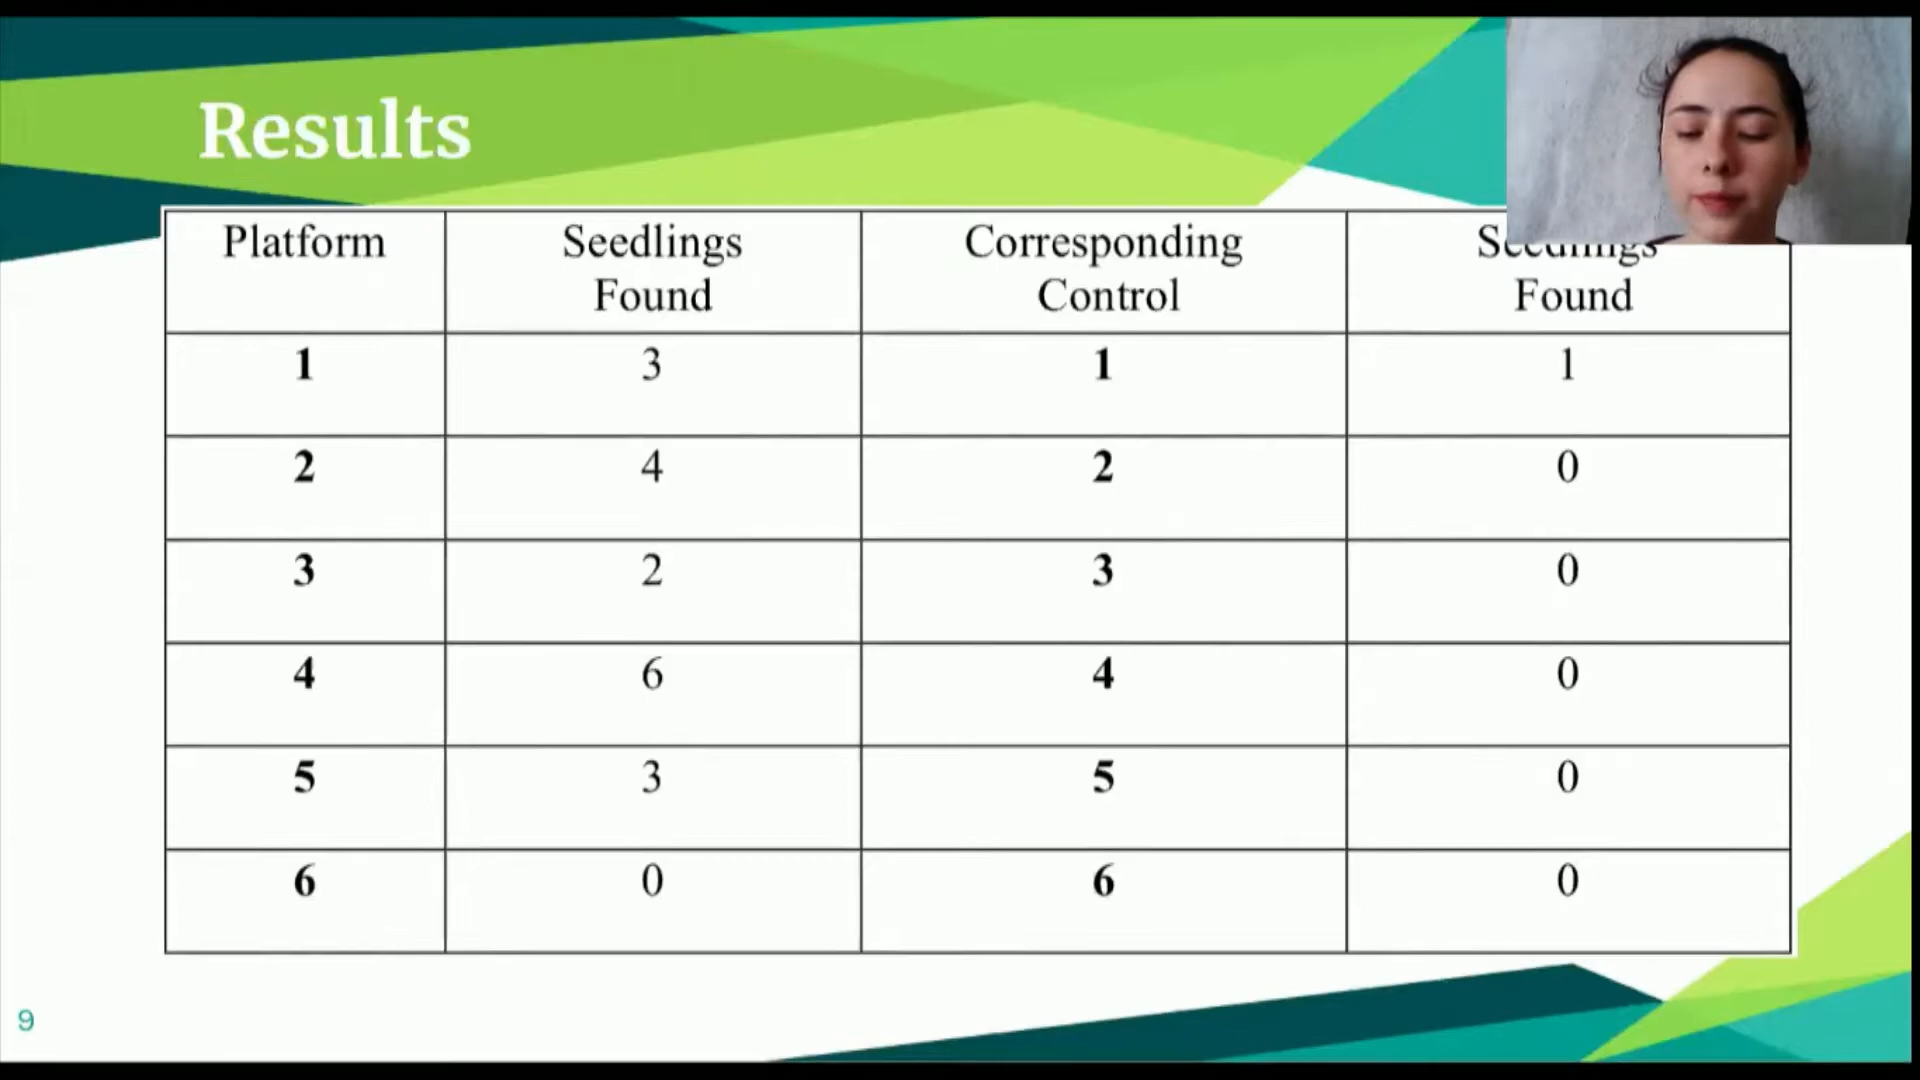 Results
Platform Seedlings Found Corresponding Control Seedlings Found
1 3 1 1
2 4 2 0
3 2 3 0
4 6 4 0
5 3 5 0
6 0 6 0
9